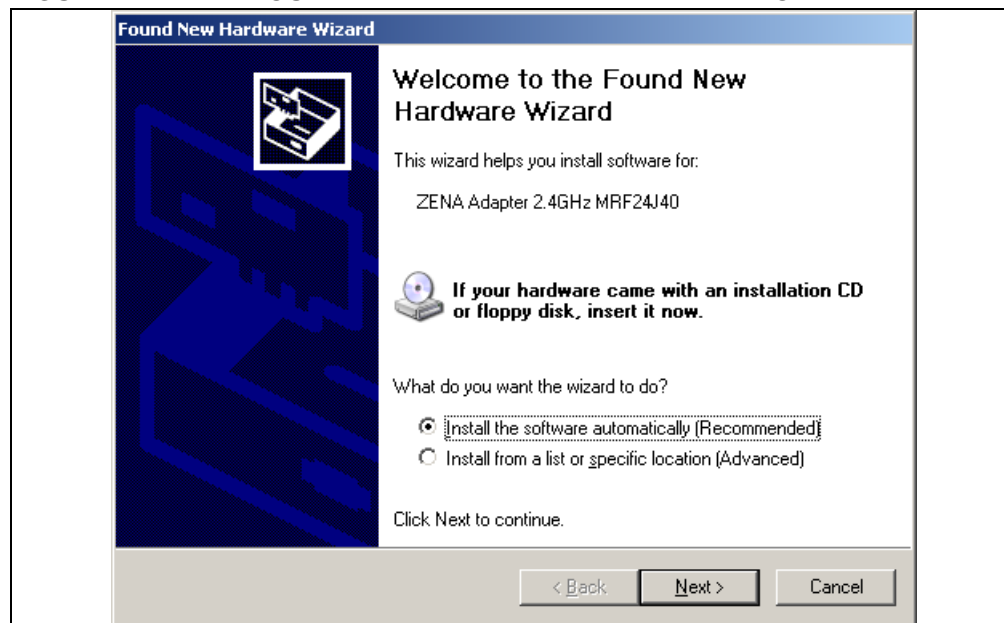 Found New Hardware Wizard
Welcome to the Found New
Hardware Wizard
This wizard helps you install software for:
ZENA Adapter 2.4GHz MRF24J40
If your hardware came with an installation CD
or floppy disk, insert it now.
What do you want the wizard to do?
Install the software automatically (Recommended)
Install from a list or specific location (Advanced)
Click Next to continue.
< Back
Next >
Cancel